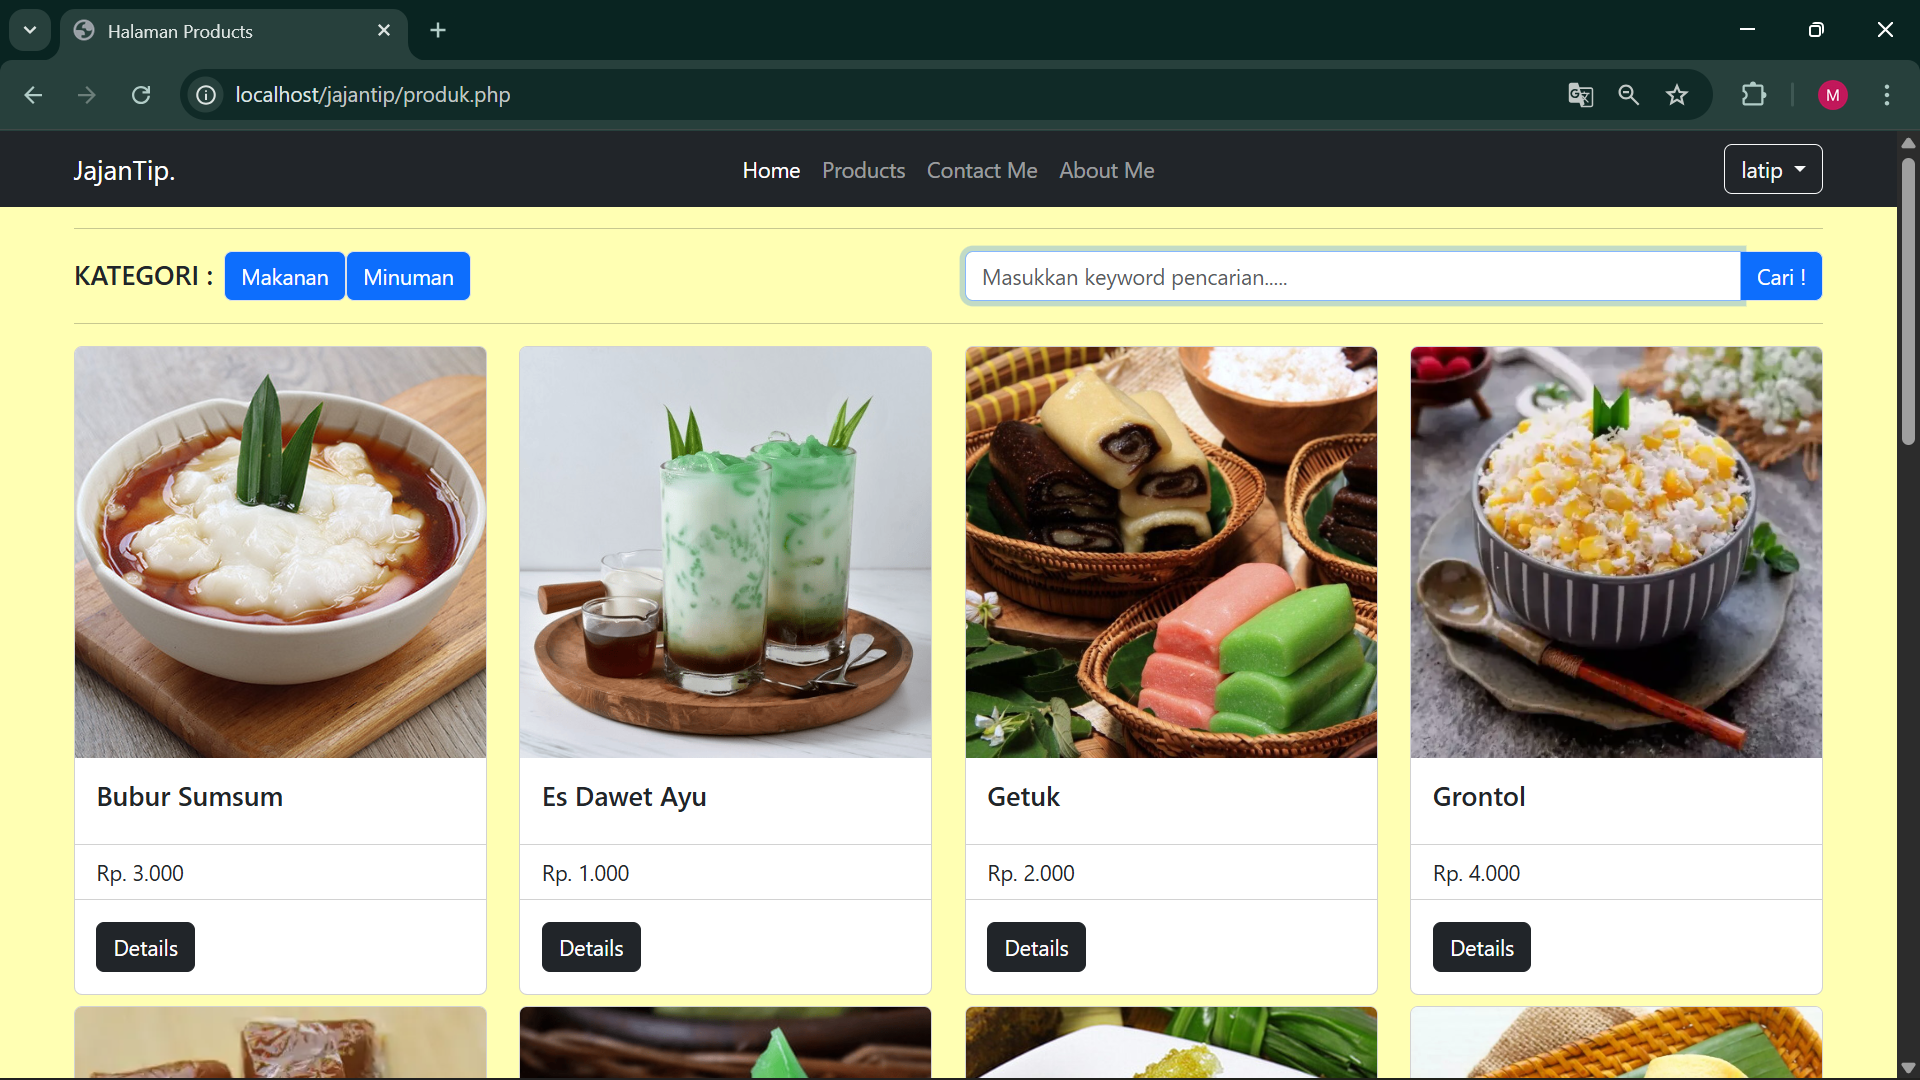 Halaman Products
localhost/jajantip/produk.php
M
JajanTip.
Home Products Contact Me About Me
latip
KATEGORI : Makanan Minuman
Masukkan keyword pencarian..... Cari !
Bubur Sumsum
Es Dawet Ayu
Getuk
Grontol
Rp. 3.000
Rp. 1.000
Rp. 2.000
Rp. 4.000
Details
Details
Details
Details